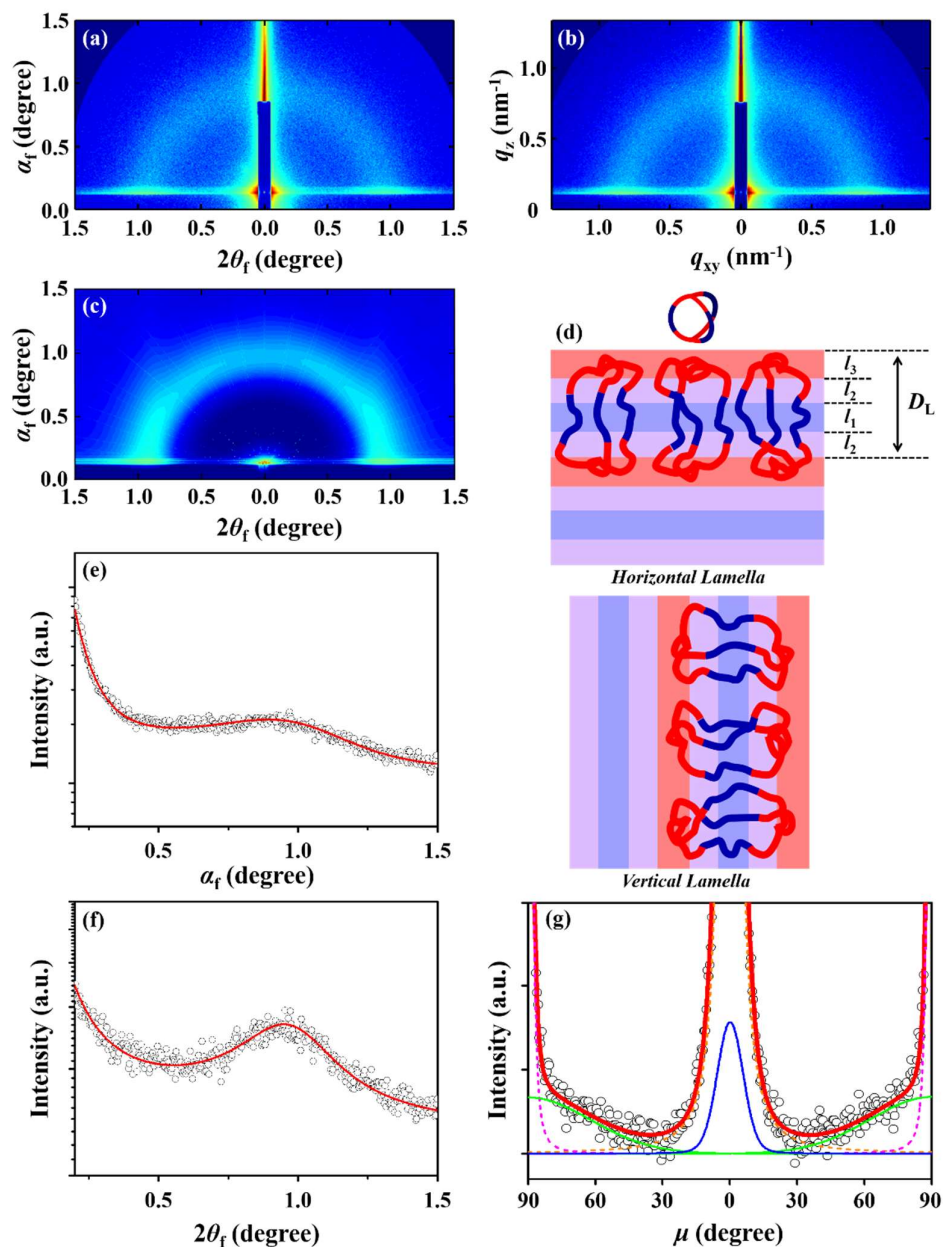 (a)
1.5
1.0
0.5
0.0
αf (degree)
1.5 1.0 0.5 0.0 0.5 1.0 1.5
2θf (degree)
(b)
1.0
0.5
0
qz (nm-1)
1.0 0.5 0 0.5 1.0
qxy (nm-1)
(c)
1.5
1.0
0.5
0.0
αf (degree)
1.5 1.0 0.5 0.0 0.5 1.0 1.5
2θf (degree)
(d)
l3
l2
l1
l2
DL
Horizontal Lamella
Vertical Lamella
(e)
Intensity (a.u.)
0.5 1.0 1.5
αf (degree)
(f)
Intensity (a.u.)
0.5 1.0 1.5
2θf (degree)
(g)
Intensity (a.u.)
90 60 30 0 30 60 90
μ (degree)